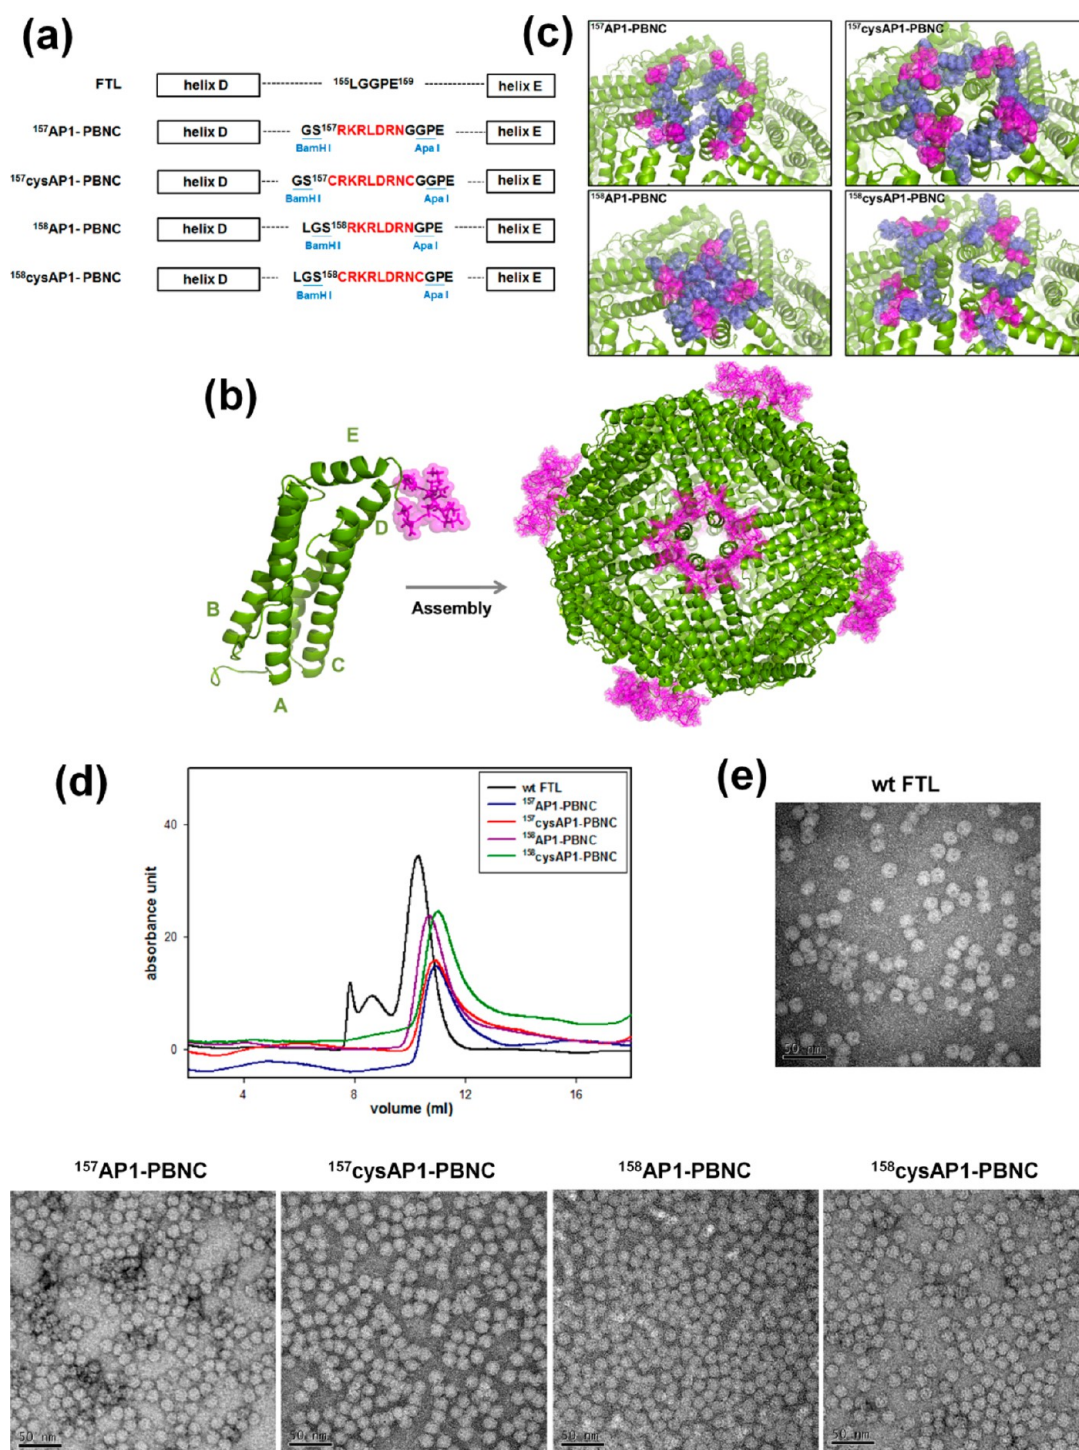 (a)
FTL helix D ¹⁵⁵LGGPE¹⁵⁹ helix E
¹⁵⁷AP1-PBNC helix D GS¹⁵⁷RKRLDRNGGPE helix E
BamH I Apa I
¹⁵⁷cysAP1-PBNC helix D GS¹⁵⁷CRKRLDRNCGGPE helix E
BamH I Apa I
¹⁵⁸AP1-PBNC helix D LGS¹⁵⁸RKRLDRNGPE helix E
BamH I Apa I
¹⁵⁸cysAP1-PBNC helix D LGS¹⁵⁸CRKRLDRNCGPE helix E
BamH I Apa I
(c)
¹⁵⁷AP1-PBNC ¹⁵⁷cysAP1-PBNC
¹⁵⁸AP1-PBNC ¹⁵⁸cysAP1-PBNC
(b)
E
D
B
C
A
Assembly
(d)
wt FTL
¹⁵⁷AP1-PBNC
¹⁵⁷cysAP1-PBNC
¹⁵⁸AP1-PBNC
¹⁵⁸cysAP1-PBNC
absorbance unit
40
20
0
4 8 12 16
volume (ml)
(e)
wt FTL
50 nm
¹⁵⁷AP1-PBNC ¹⁵⁷cysAP1-PBNC ¹⁵⁸AP1-PBNC ¹⁵⁸cysAP1-PBNC
50 nm 50 nm 50 nm 50 nm